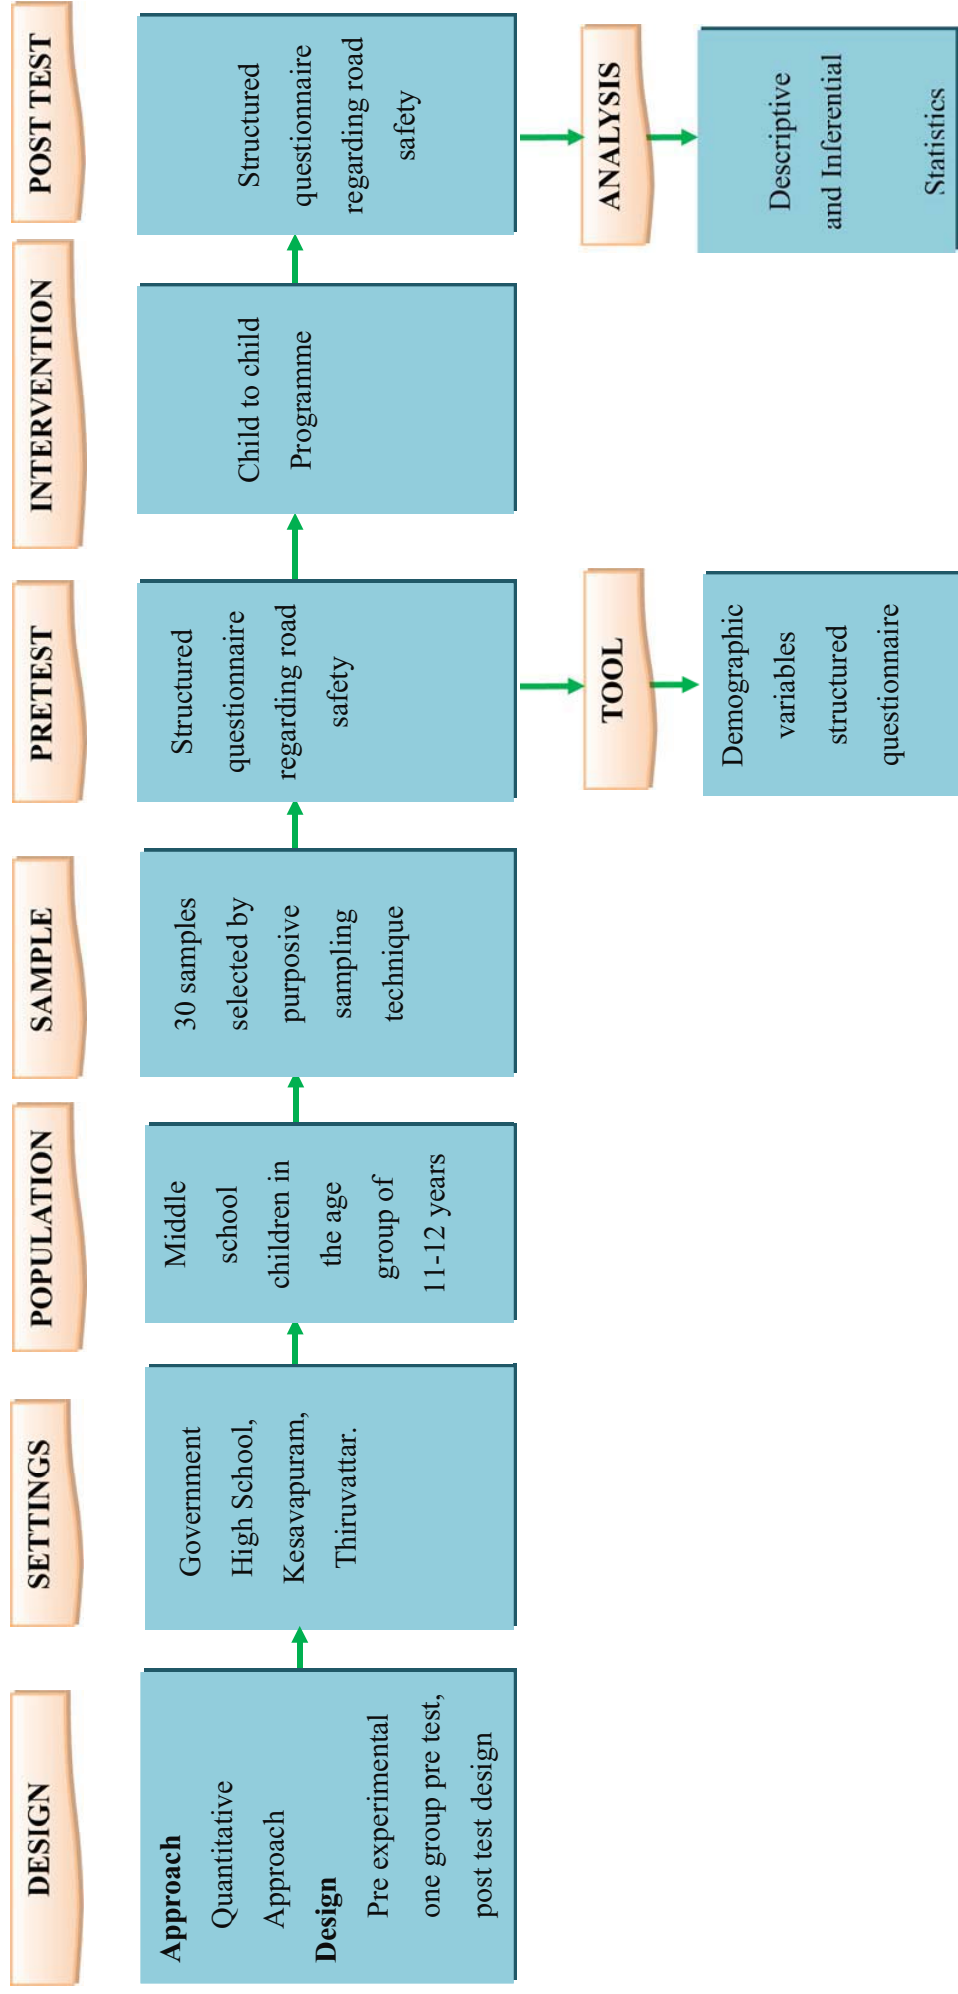 DESIGN
Approach
Quantitative
Approach
Design
Pre experimental
one group pre test,
post test design
SETTINGS
Government
High School,
Kesavapuram,
Thiruvattar.
POPULATION
Middle
school
children in
the age
group of
11-12 years
SAMPLE
30 samples
selected by
purposive
sampling
technique
PRETEST
Structured
questionnaire
regarding road
safety
TOOL
Demographic
variables
structured
questionnaire
INTERVENTION
Child to child
Programme
POST TEST
Structured
questionnaire
regarding road
safety
ANALYSIS
Descriptive
and Inferential
Statistics